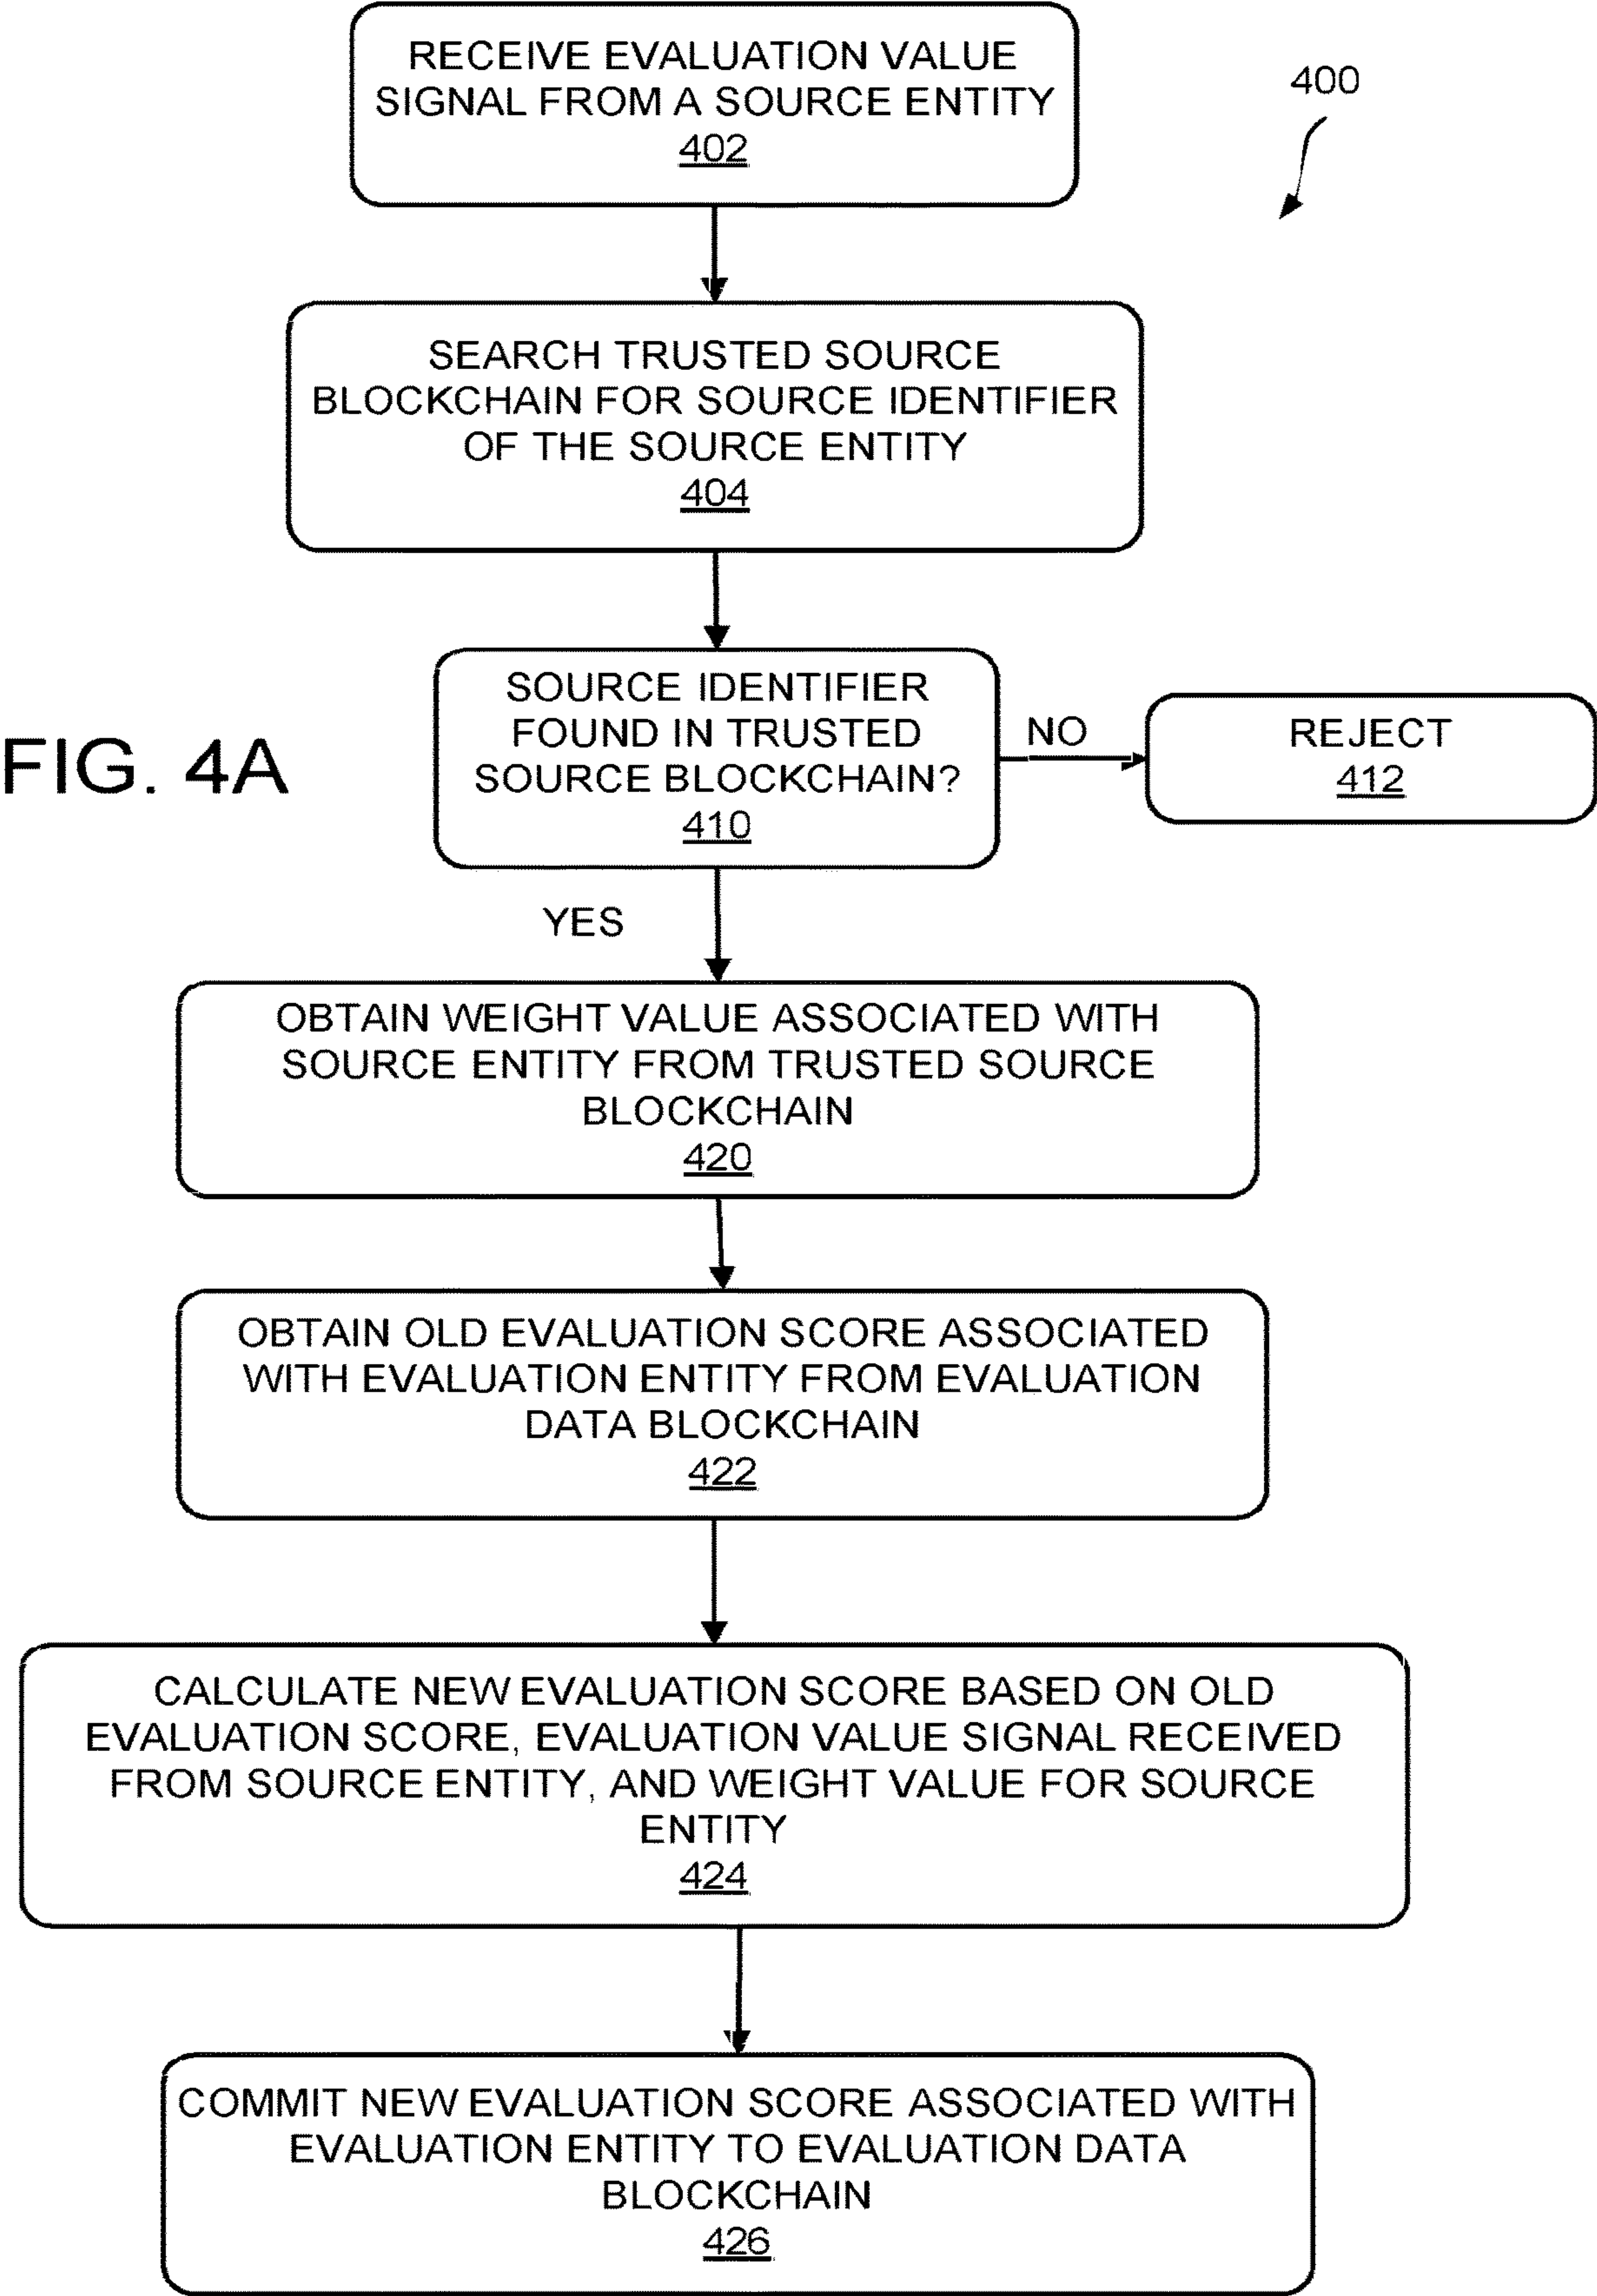 RECEIVE EVALUATION VALUE
SIGNAL FROM A SOURCE ENTITY
402
400
SEARCH TRUSTED SOURCE
BLOCKCHAIN FOR SOURCE IDENTIFIER
OF THE SOURCE ENTITY
404
SOURCE IDENTIFIER
FOUND IN TRUSTED
SOURCE BLOCKCHAIN?
410
NO
REJECT
412
FIG. 4A
YES
OBTAIN WEIGHT VALUE ASSOCIATED WITH
SOURCE ENTITY FROM TRUSTED SOURCE
BLOCKCHAIN
420
OBTAIN OLD EVALUATION SCORE ASSOCIATED
WITH EVALUATION ENTITY FROM EVALUATION
DATA BLOCKCHAIN
422
CALCULATE NEW EVALUATION SCORE BASED ON OLD
EVALUATION SCORE, EVALUATION VALUE SIGNAL RECEIVED
FROM SOURCE ENTITY, AND WEIGHT VALUE FOR SOURCE
ENTITY
424
COMMIT NEW EVALUATION SCORE ASSOCIATED WITH
EVALUATION ENTITY TO EVALUATION DATA
BLOCKCHAIN
426